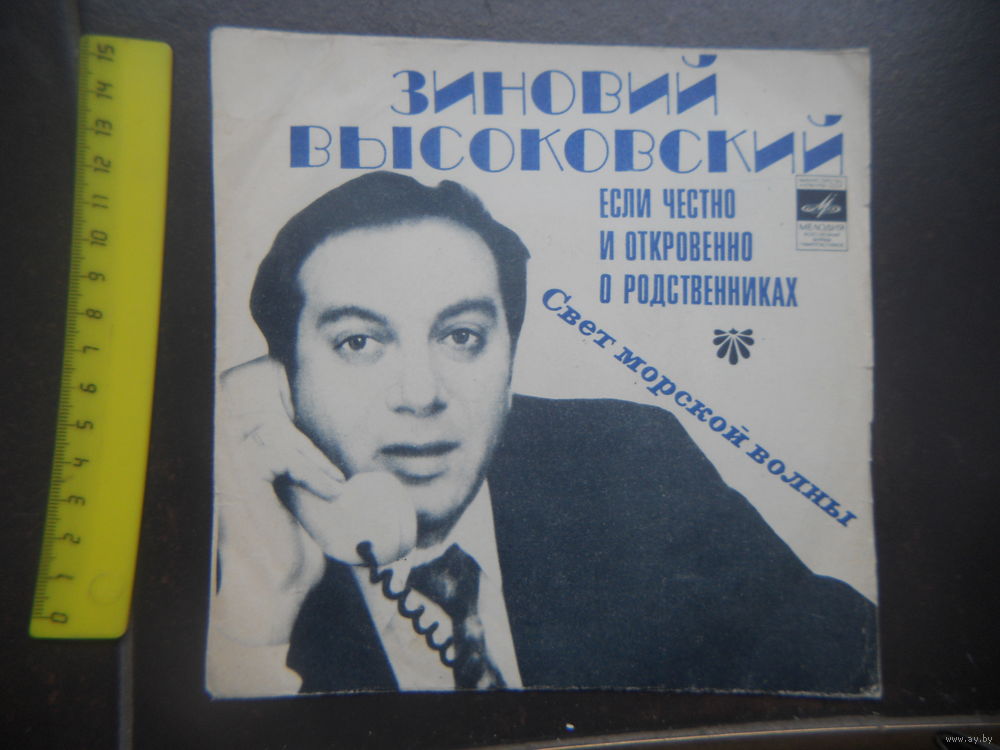 ЗИНОВИЙ
ВЫСОКОВСКИЙ
ЕСЛИ ЧЕСТНО
И ОТКРОВЕННО
О РОДСТВЕННИКАХ
Свет морской волны
МЕЛОДИЯ
0 1 2 3 4 5 6 7 8 9 10 11 12 13 14 15
www.ay.by